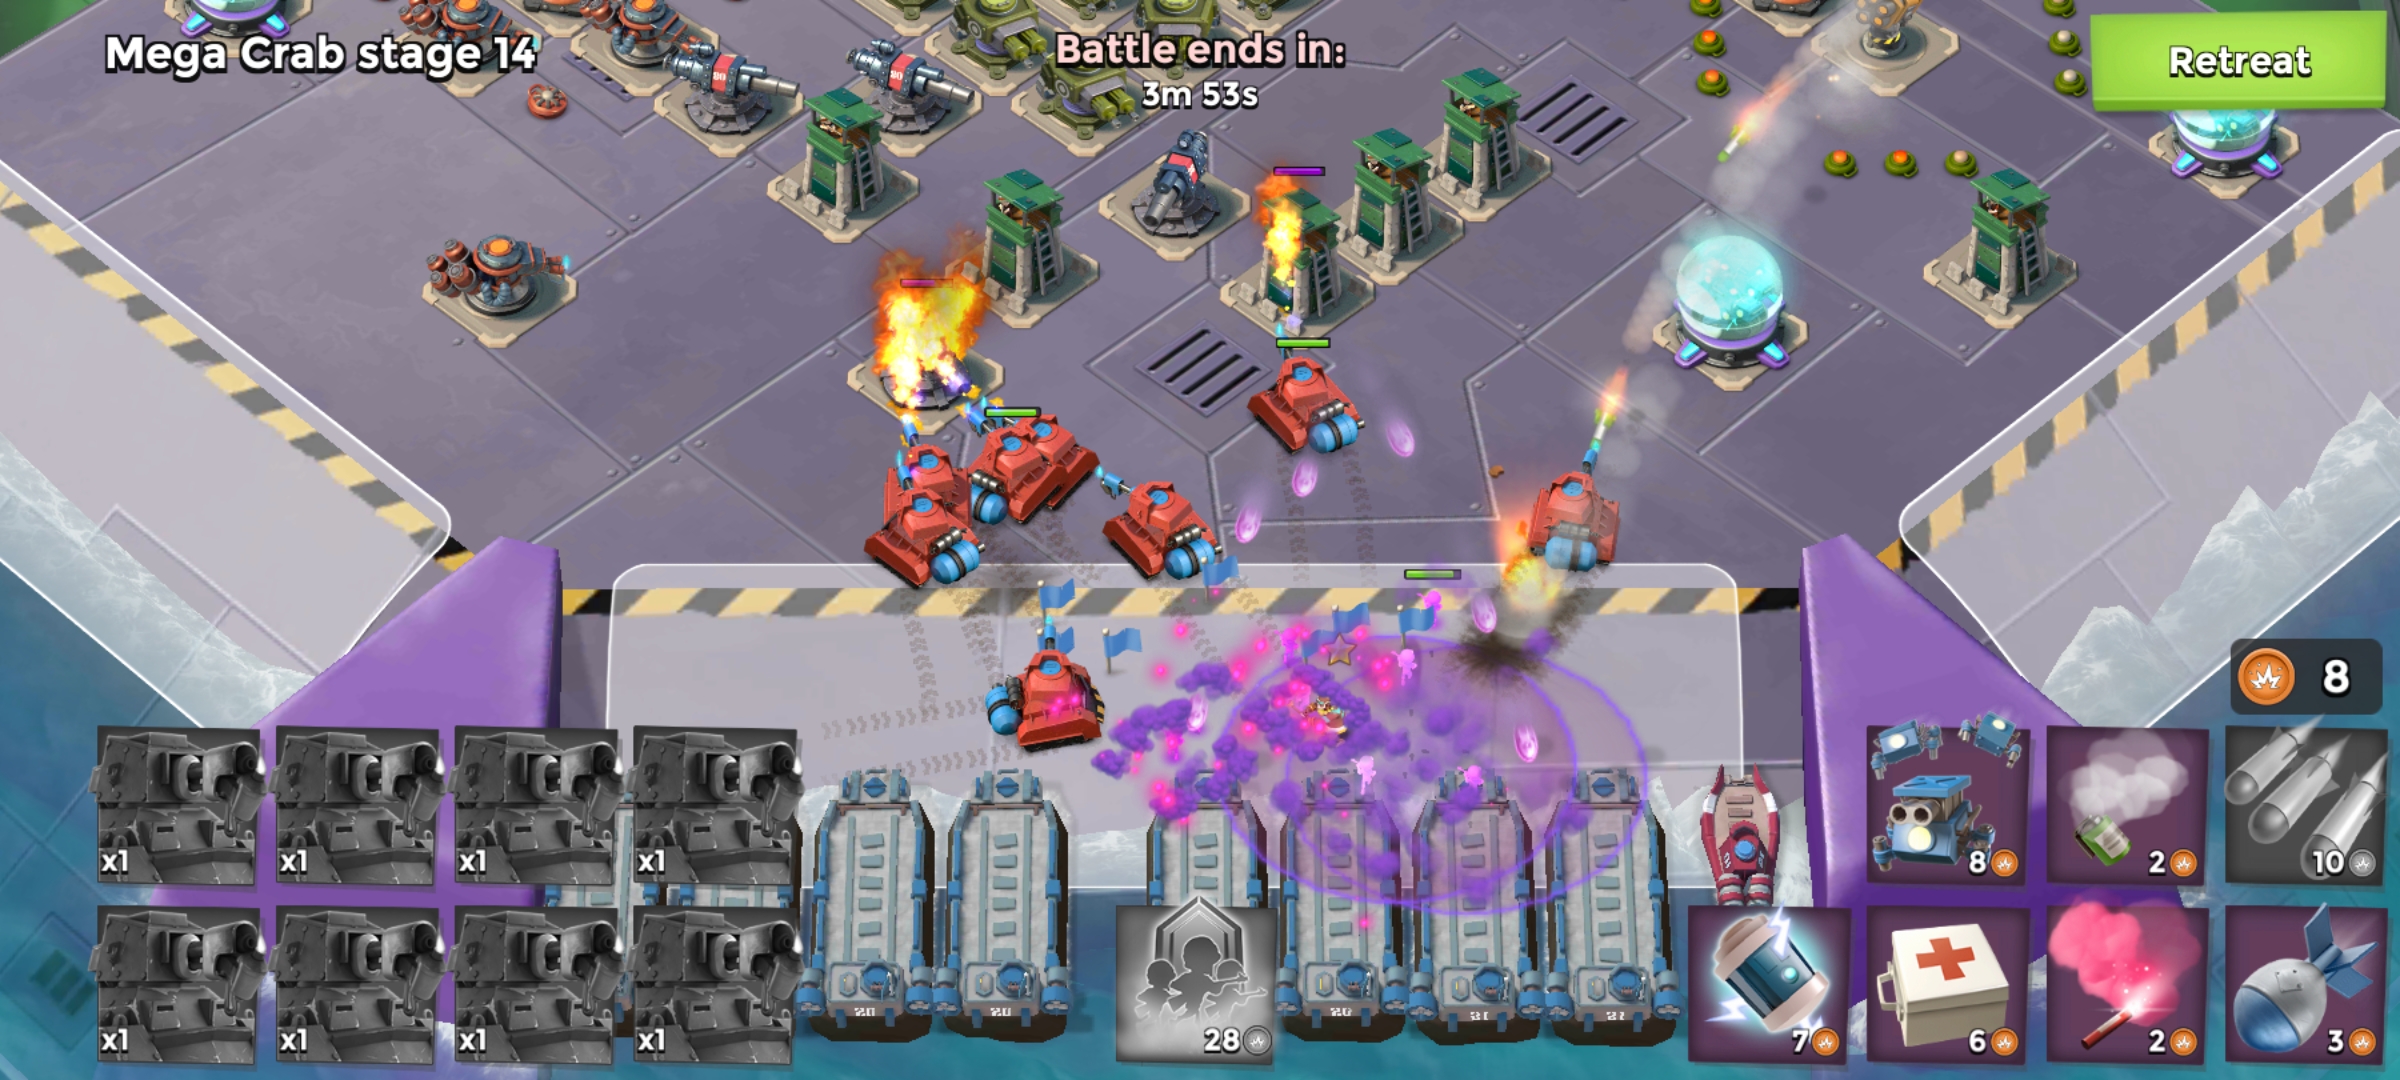 Mega Crab stage 14
Battle ends in:
3m 53s
Retreat
8
x1
x1
x1
x1
8
2
10
x1
x1
x1
x1
28
7
6
2
3